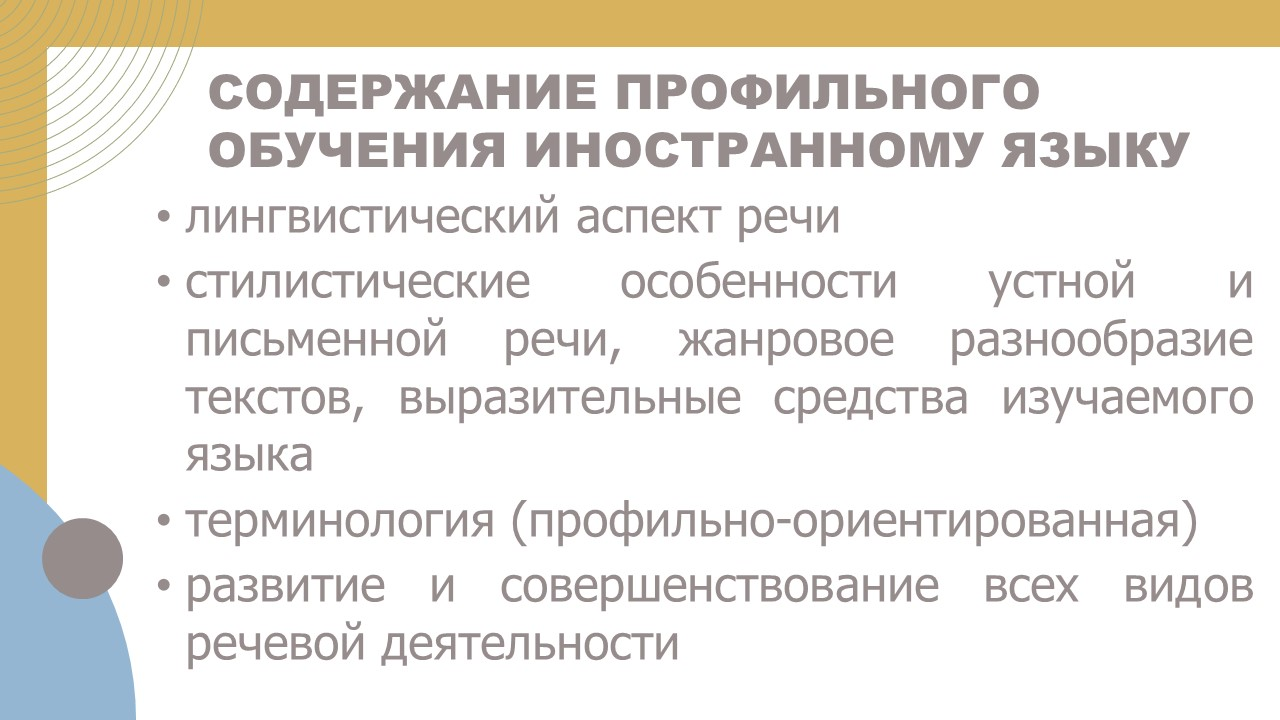 СОДЕРЖАНИЕ ПРОФИЛЬНОГО
ОБУЧЕНИЯ ИНОСТРАННОМУ ЯЗЫКУ
• лингвистический аспект речи
• стилистические особенности устной и
письменной речи, жанровое разнообразие
текстов, выразительные средства изучаемого
языка
• терминология (профильно-ориентированная)
• развитие и совершенствование всех видов
речевой деятельности